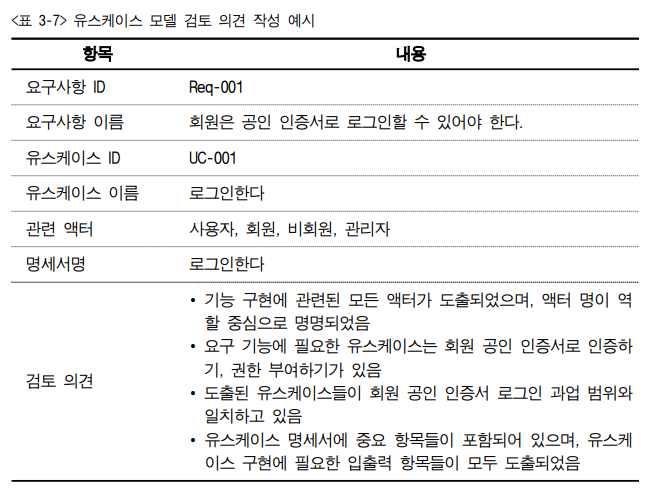 <표 3-7> 유스케이스 모델 검토 의견 작성 예시
항목 내용
요구사항 ID Req-001
요구사항 이름 회원은 공인 인증서로 로그인할 수 있어야 한다.
유스케이스 ID UC-001
유스케이스 이름 로그인한다
관련 액터 사용자, 회원, 비회원, 관리자
명세서명 로그인한다
검토 의견
• 기능 구현에 관련된 모든 액터가 도출되었으며, 액터 명이 역
할 중심으로 명명되었음
• 요구 기능에 필요한 유스케이스는 회원 공인 인증서로 인증하
기, 권한 부여하기가 있음
• 도출된 유스케이스들이 회원 공인 인증서 로그인 과업 범위와
일치하고 있음
• 유스케이스 명세서에 중요 항목들이 포함되어 있으며, 유스케
이스 구현에 필요한 입출력 항목들이 모두 도출되었음